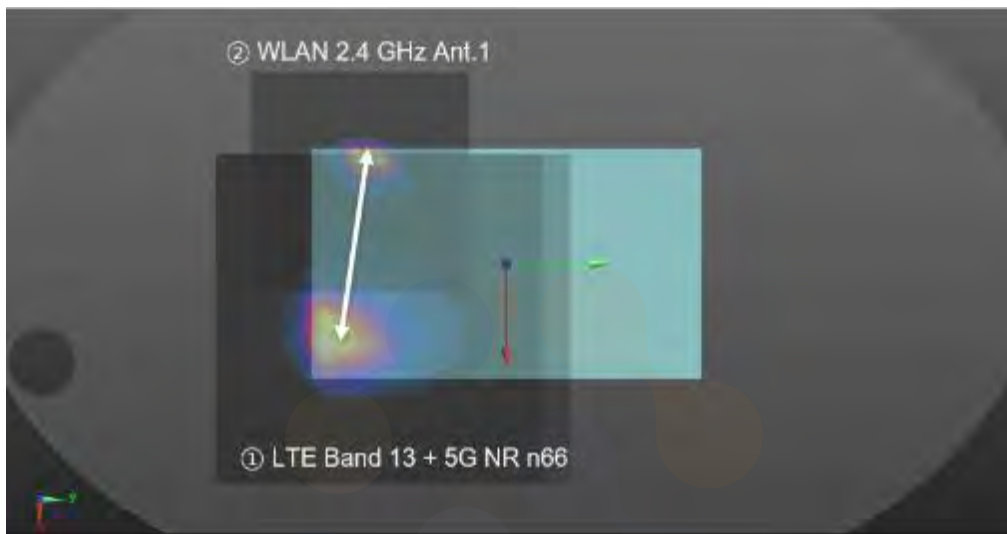 ② WLAN 2.4 GHz Ant.1
① LTE Band 13 + 5G NR n66